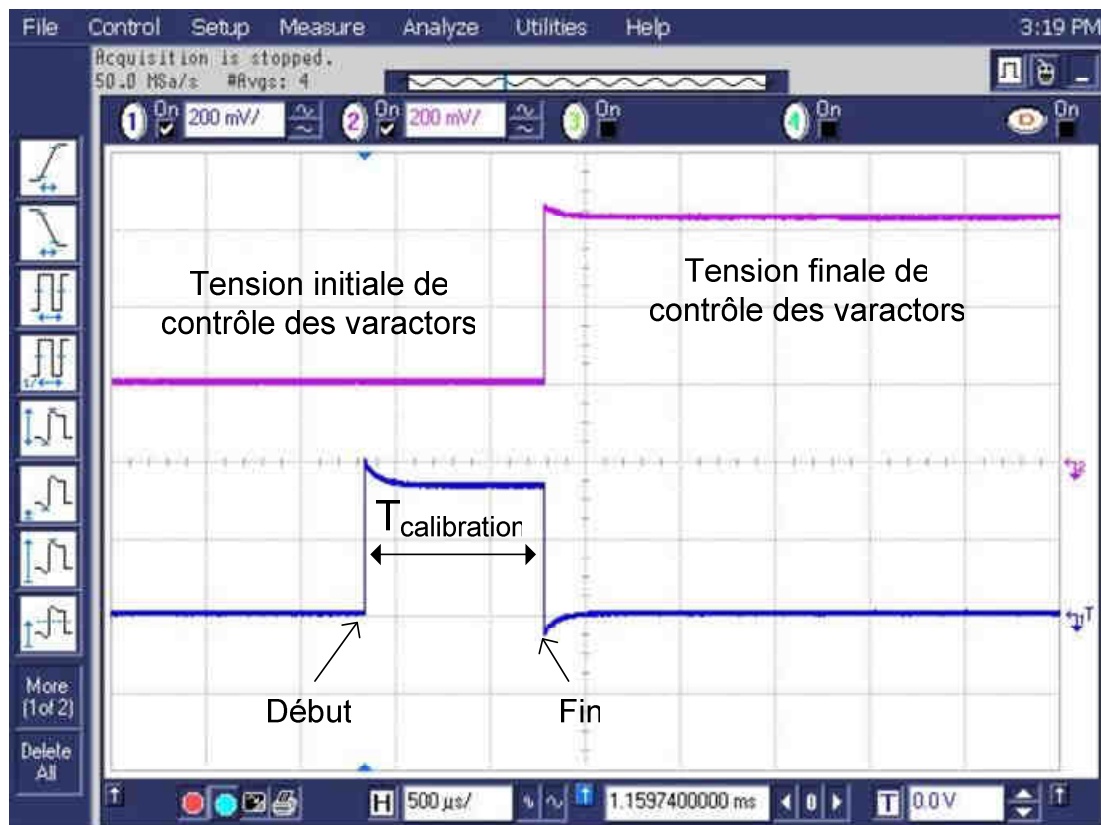 File Control Setup Measure Analyze Utilities Help 3:19 PM
Acquisition is stopped.
50.0 MSa/s #Avgs: 4
1 On 200 mV/ 2 On 200 mV/ 3 On 4 On On
Tension initiale de
contrôle des varactors
Tension finale de
contrôle des varactors
Tcalibration
Début
Fin
More
(1 of 2)
Delete
All
H 500 µs/ 1.1597400000 ms 0 T 0.0 V